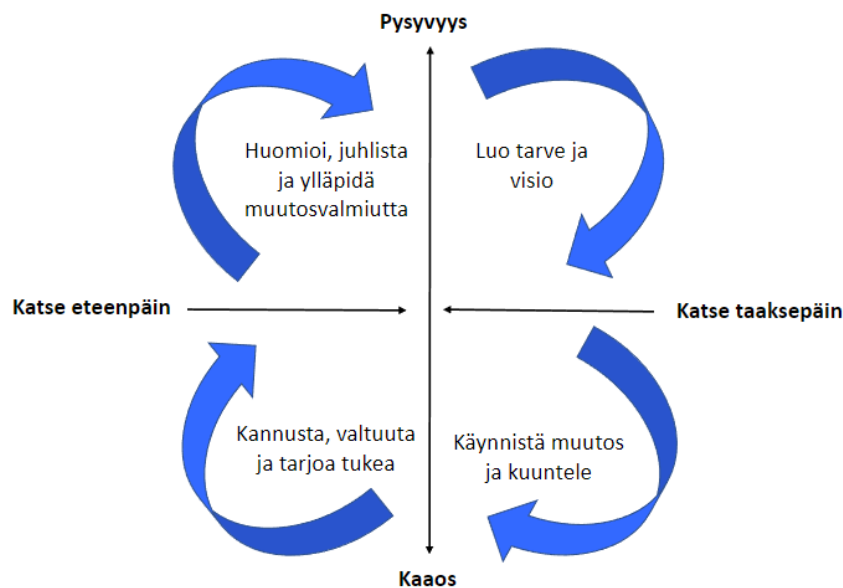 Pysyvyys
Huomioi, juhlista
ja ylläpidä
muutosvalmiutta
Luo tarve ja
visio
Katse eteenpäin
Katse taaksepäin
Kannusta, valtuuta
ja tarjoa tukea
Käynnistä muutos
ja kuuntele
Kaaos